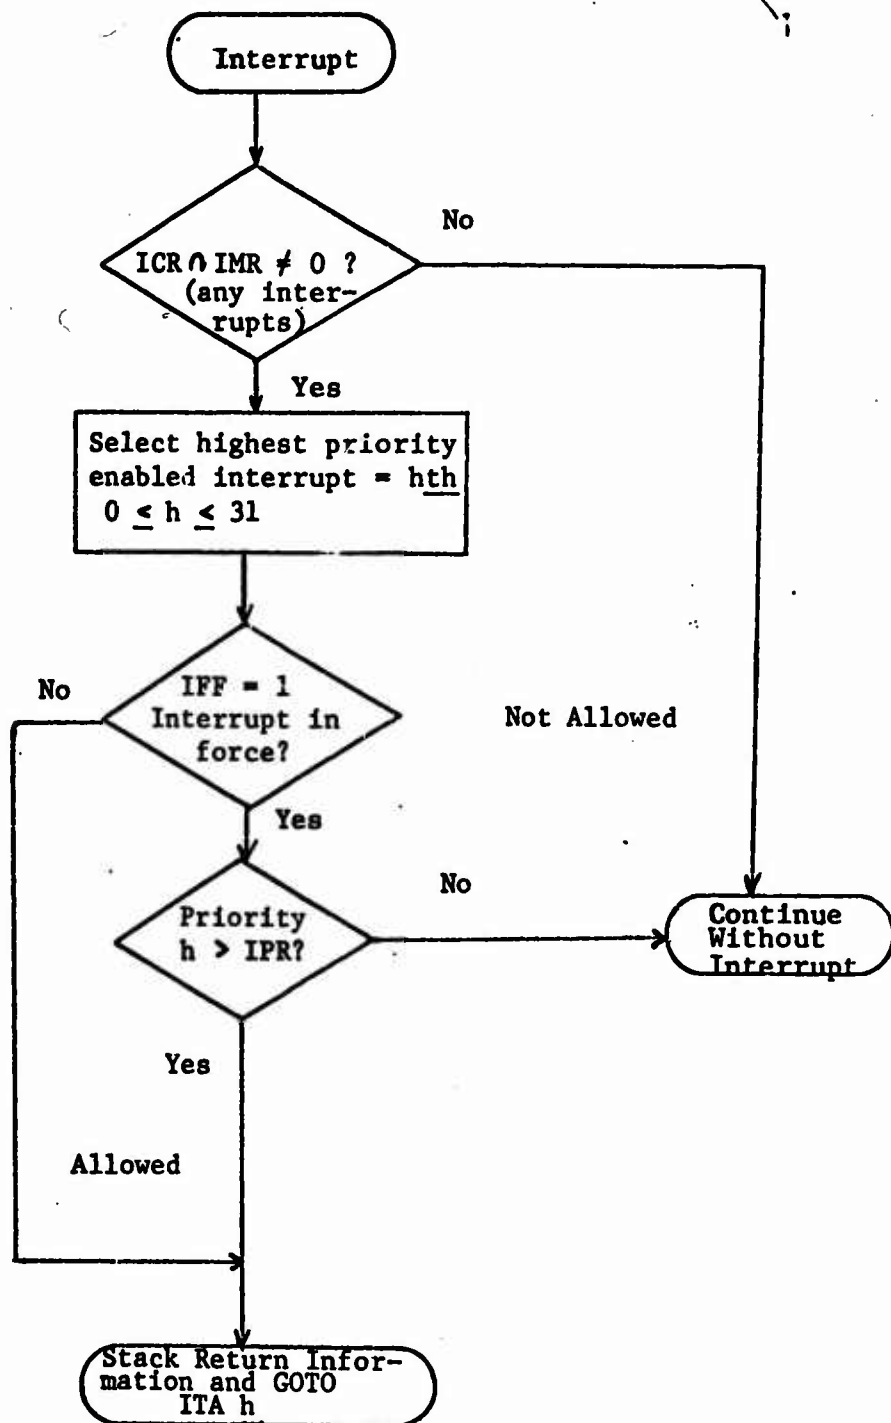 Interrupt
No
ICR ∩ IMR ≠ 0 ?
(any inter-
rupts)
Yes
Select highest priority
enabled interrupt = hth
0 ≤ h ≤ 31
No
IFF = 1
Interrupt in
force?
Not Allowed
Yes
No
Priority
h > IPR?
Continue
Without
Interrupt
Yes
Allowed
Stack Return Infor-
mation and GOTO
ITA h